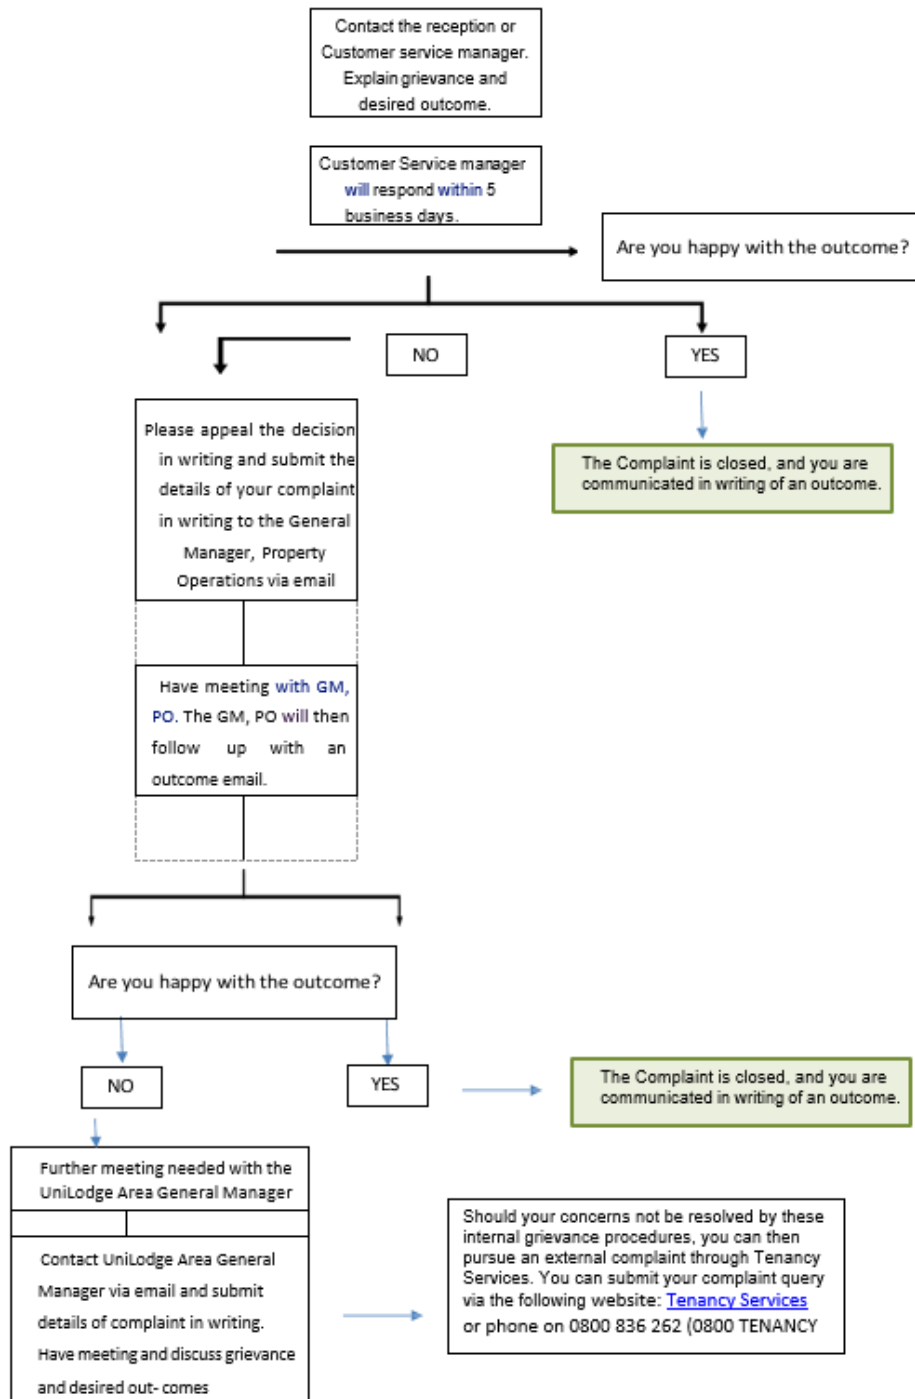 Contact the reception or
Customer service manager.
Explain grievance and
desired outcome.
Customer Service manager
will respond within 5
business days.
Are you happy with the outcome?
NO
YES
Please appeal the decision
in writing and submit the
details of your complaint
in writing to the General
Manager, Property
Operations via email
The Complaint is closed, and you are
communicated in writing of an outcome.
Have meeting with GM,
PO. The GM, PO will then
follow up with an
outcome email.
Are you happy with the outcome?
NO
YES
The Complaint is closed, and you are
communicated in writing of an outcome.
Further meeting needed with the
UniLodge Area General Manager
Contact UniLodge Area General
Manager via email and submit
details of complaint in writing.
Have meeting and discuss grievance
and desired out- comes
Should your concerns not be resolved by these
internal grievance procedures, you can then
pursue an external complaint through Tenancy
Services. You can submit your complaint query
via the following website: Tenancy Services
or phone on 0800 836 262 (0800 TENANCY